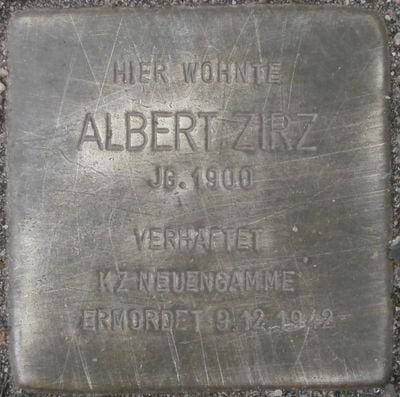 HIER WOHNTE
ALBERT ZIRZ
JG. 1900
VERHAFTET
KZ NEUENGAMME
ERMORDET 9.12.1942